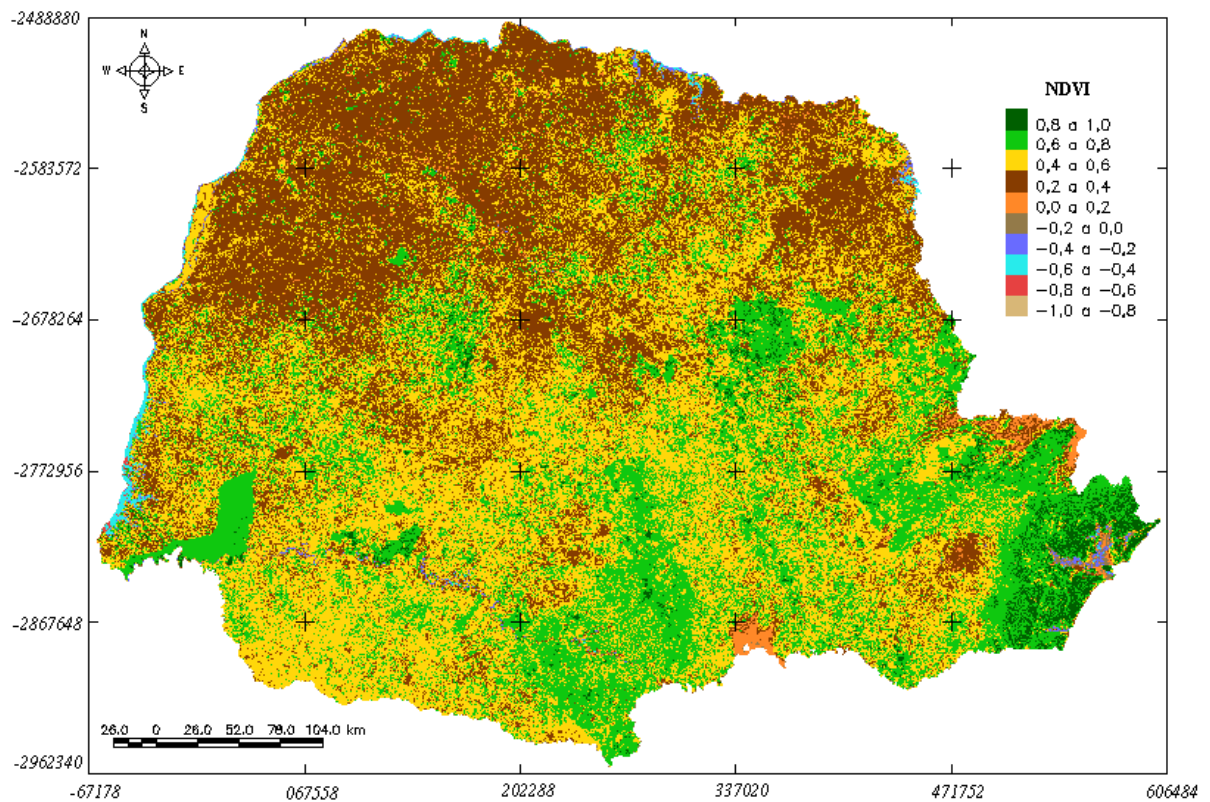 -2488880
N
W E
S
NDVI
0,8 a 1,0
0,6 a 0,8
0,4 a 0,6
0,2 a 0,4
0,0 a 0,2
-0,2 a 0,0
-0,4 a -0,2
-0,6 a -0,4
-0,8 a -0,6
-1,0 a -0,8
-2583572
-2678264
-2772956
-2867648
26.0 0 26.0 52.0 78.0 104.0 km
-2962340
-67178 067558 202288 337020 471752 606484